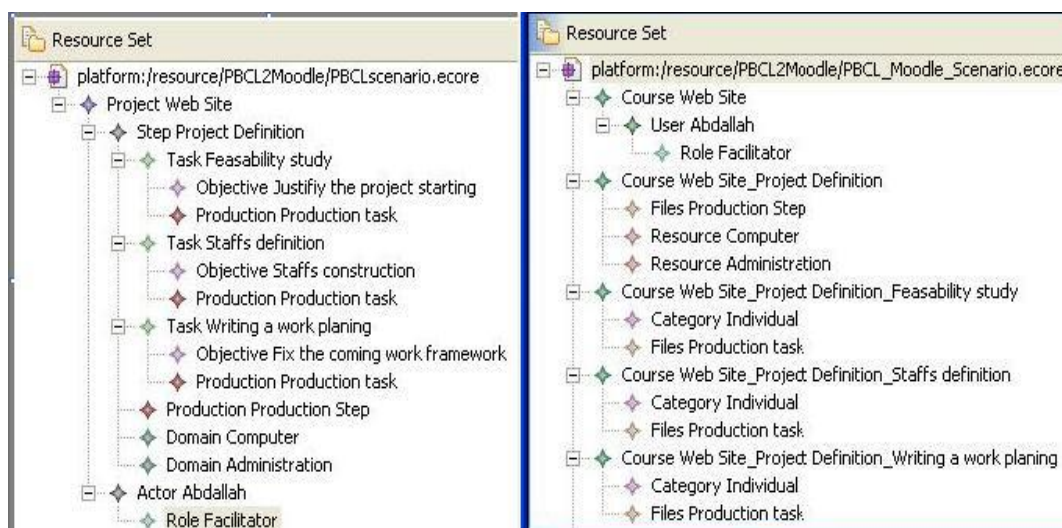 Resource Set
platform:/resource/PBCL2Moodle/PBCLscenario.ecore
Project Web Site
Step Project Definition
Task Feasability study
Objective Justifiy the project starting
Production Production task
Task Staffs definition
Objective Staffs construction
Production Production task
Task Writing a work planing
Objective Fix the coming work framework
Production Production task
Production Production Step
Domain Computer
Domain Administration
Actor Abdallah
Role Facilitator
Resource Set
platform:/resource/PBCL2Moodle/PBCL_Moodle_Scenario.ecore
Course Web Site
User Abdallah
Role Facilitator
Course Web Site_Project Definition
Files Production Step
Resource Computer
Resource Administration
Course Web Site_Project Definition_Feasability study
Category Individual
Files Production task
Course Web Site_Project Definition_Staffs definition
Category Individual
Files Production task
Course Web Site_Project Definition_Writing a work planing
Category Individual
Files Production task